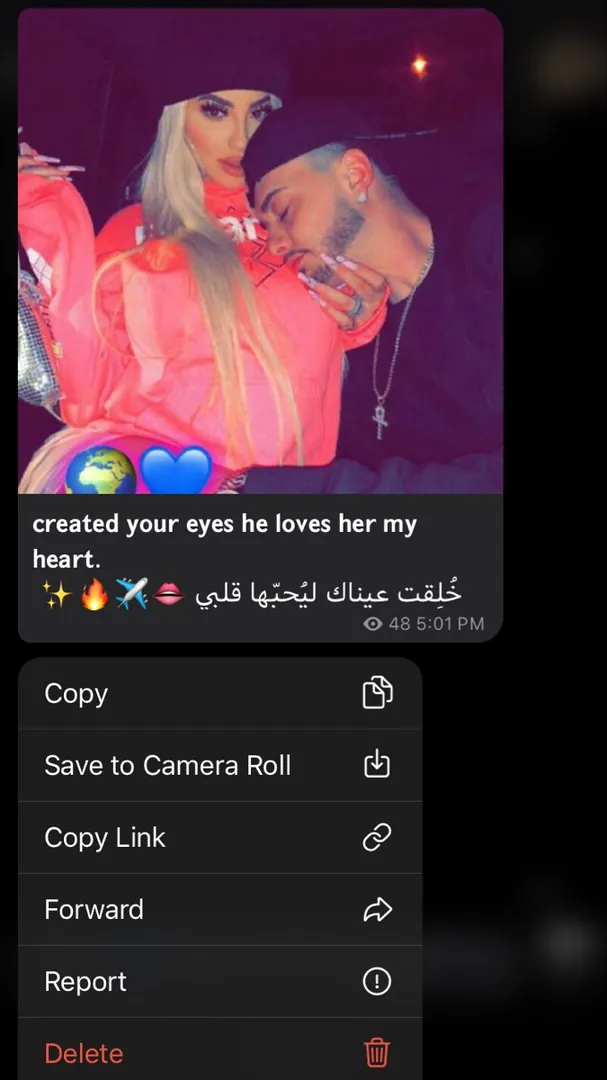 created your eyes he loves her my
heart.
خُلِقت عيناك ليُحبّها قلبي 💋✈️🔥✨
48 5:01 PM
Copy
Save to Camera Roll
Copy Link
Forward
Report
Delete